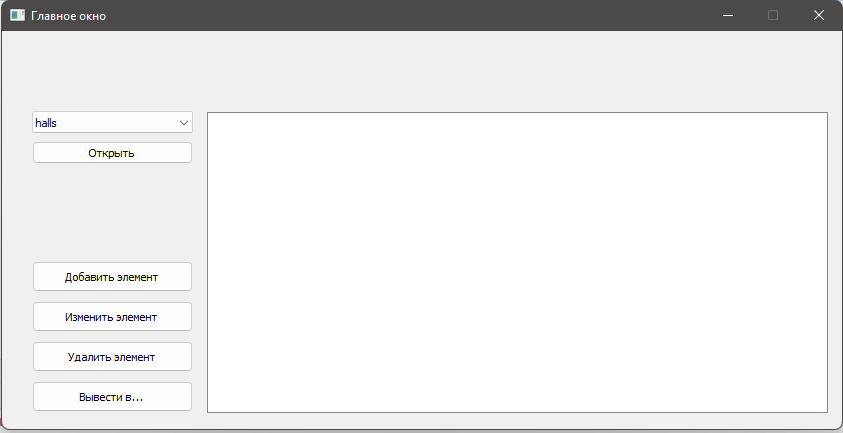 Главное окно
halls
Открыть
Добавить элемент
Изменить элемент
Удалить элемент
Вывести в...